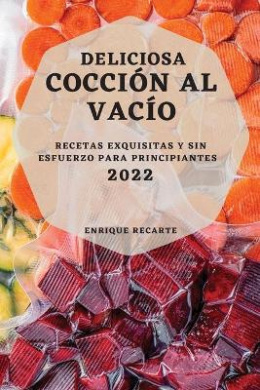 DELICIOSA
COCCIÓN AL
VACÍO
RECETAS EXQUISITAS Y SIN
ESFUERZO PARA PRINCIPIANTES
2022
ENRIQUE RECARTE